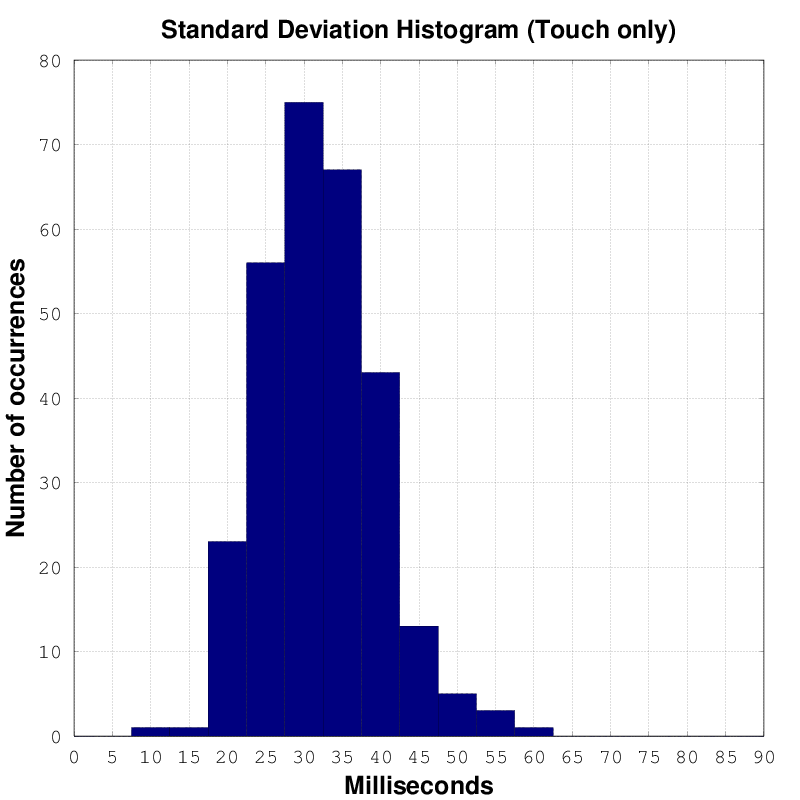 Standard Deviation Histogram (Touch only)
80
70
60
50
40
30
20
10
0
Number of occurrences
0 5 10 15 20 25 30 35 40 45 50 55 60 65 70 75 80 85 90
Milliseconds